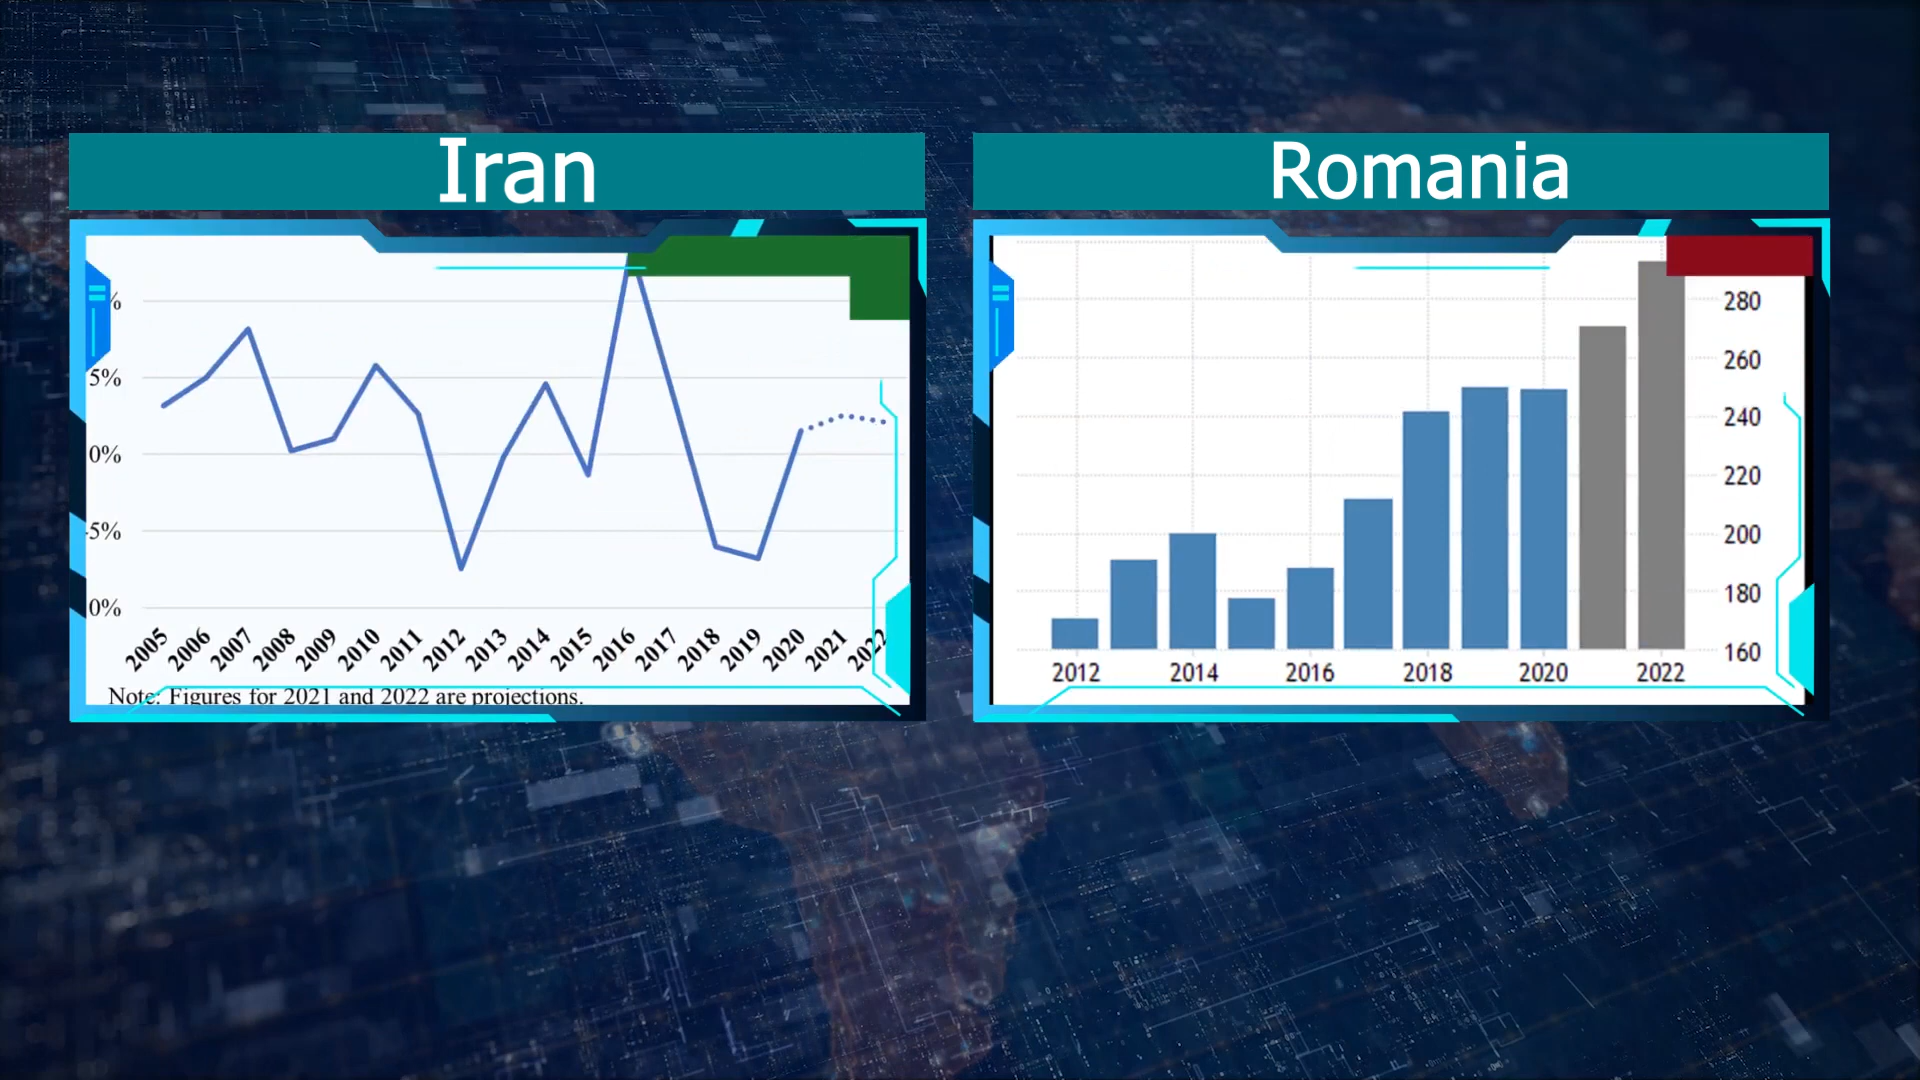 Iran
Romania
%
5%
0%
-5%
0%
2005 2006 2007 2008 2009 2010 2011 2012 2013 2014 2015 2016 2017 2018 2019 2020 2021 2022
Note: Figures for 2021 and 2022 are projections.
280
260
240
220
200
180
160
2012 2014 2016 2018 2020 2022